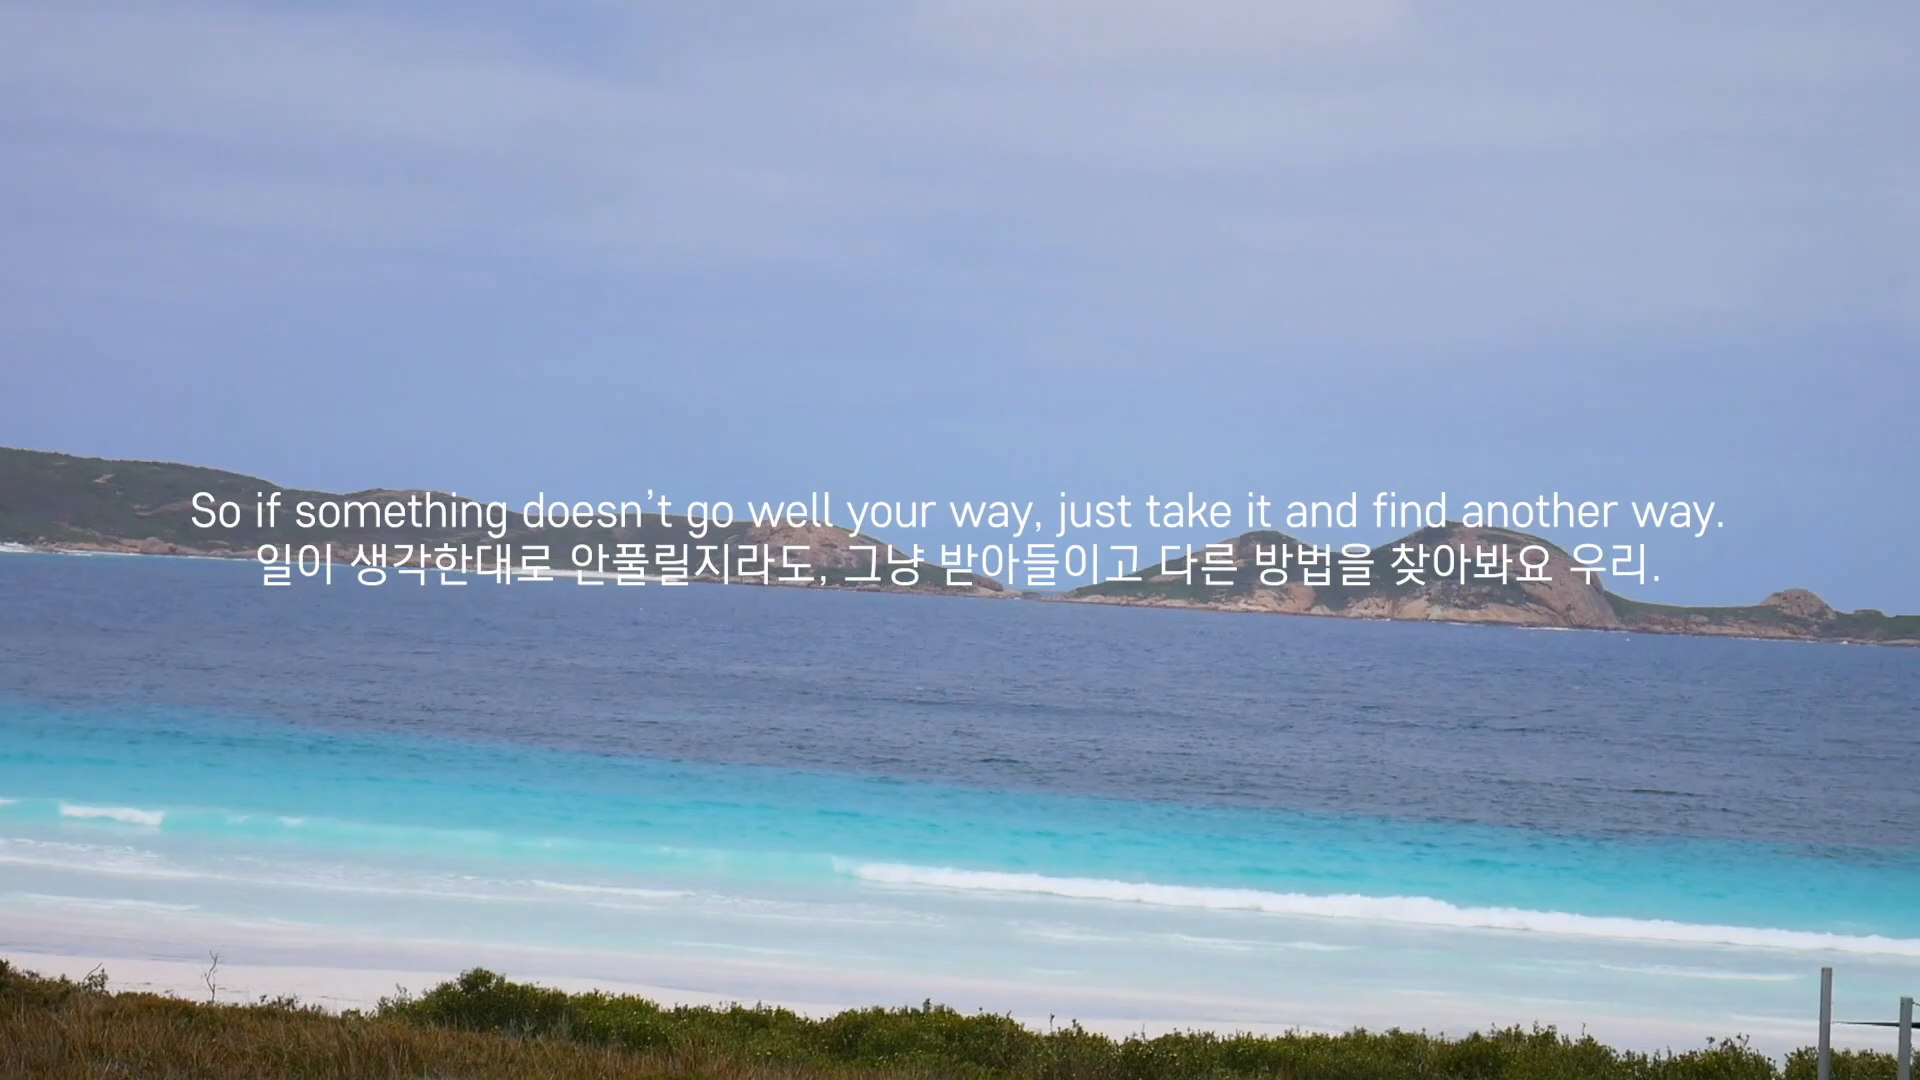 So if something doesn't go well your way, just take it and find another way.
일이 생각한대로 안풀릴지라도, 그냥 받아들이고 다른 방법을 찾아봐요 우리.